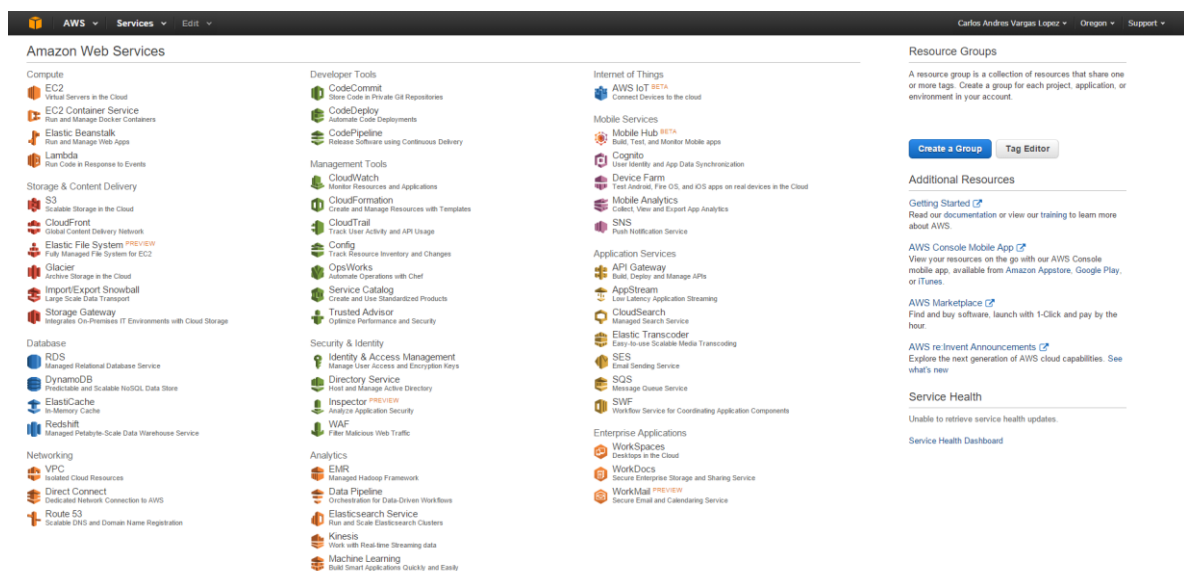 AWS Services Edit Carlos Andres Vargas Lopez Oregon Support
Amazon Web Services
Compute
EC2
Virtual Servers in the Cloud
EC2 Container Service
Run and Manage Docker Containers
Elastic Beanstalk
Run and Manage Web Apps
Lambda
Run Code in Response to Events
Storage & Content Delivery
S3
Scalable Storage in the Cloud
CloudFront
Global Content Delivery Network
Elastic File System PREVIEW
Fully Managed File System for EC2
Glacier
Archive Storage in the Cloud
Import/Export Snowball
Large Scale Data Transport
Storage Gateway
Integrates On-Premises IT Environments with Cloud Storage
Database
RDS
Managed Relational Database Service
DynamoDB
Predictable and Scalable NoSQL Data Store
ElastiCache
In-Memory Cache
Redshift
Managed Petabyte-Scale Data Warehouse Service
Networking
VPC
Isolated Cloud Resources
Direct Connect
Dedicated Network Connection to AWS
Route 53
Scalable DNS and Domain Name Registration
Developer Tools
CodeCommit
Store Code in Private Git Repositories
CodeDeploy
Automate Code Deployments
CodePipeline
Release Software using Continuous Delivery
Management Tools
CloudWatch
Monitor Resources and Applications
CloudFormation
Create and Manage Resources with Templates
CloudTrail
Track User Activity and API Usage
Config
Track Resource Inventory and Changes
OpsWorks
Automate Operations with Chef
Service Catalog
Create and Use Standardized Products
Trusted Advisor
Optimize Performance and Security
Security & Identity
Identity & Access Management
Manage User Access and Encryption Keys
Directory Service
Host and Manage Active Directory
Inspector PREVIEW
Analyze Application Security
WAF
Filter Malicious Web Traffic
Analytics
EMR
Managed Hadoop Framework
Data Pipeline
Orchestration for Data-Driven Workflows
Elasticsearch Service
Run and Scale Elasticsearch Clusters
Kinesis
Work with Real-time Streaming data
Machine Learning
Build Smart Applications Quickly and Easily
Internet of Things
AWS IoT BETA
Connect Devices to the cloud
Mobile Services
Mobile Hub BETA
Build, Test, and Monitor Mobile apps
Cognito
User Identity and App Data Synchronization
Device Farm
Test Android, Fire OS, and iOS apps on real devices in the Cloud
Mobile Analytics
Collect, View and Export App Analytics
SNS
Push Notification Service
Application Services
API Gateway
Build, Deploy and Manage APIs
AppStream
Low Latency Application Streaming
CloudSearch
Managed Search Service
Elastic Transcoder
Easy-to-use Scalable Media Transcoding
SES
Email Sending Service
SQS
Message Queue Service
SWF
Workflow Service for Coordinating Application Components
Enterprise Applications
WorkSpaces
Desktops in the Cloud
WorkDocs
Secure Enterprise Storage and Sharing Service
WorkMail PREVIEW
Secure Email and Calendaring Service
Resource Groups
A resource group is a collection of resources that share one
or more tags. Create a group for each project, application, or
environment in your account.
Create a Group Tag Editor
Additional Resources
Getting Started
Read our documentation or view our training to learn more
about AWS.
AWS Console Mobile App
View your resources on the go with our AWS Console
mobile app, available from Amazon Appstore, Google Play,
or iTunes.
AWS Marketplace
Find and buy software, launch with 1-Click and pay by the
hour.
AWS re:Invent Announcements
Explore the next generation of AWS cloud capabilities. See
what's new
Service Health
Unable to retrieve service health updates.
Service Health Dashboard